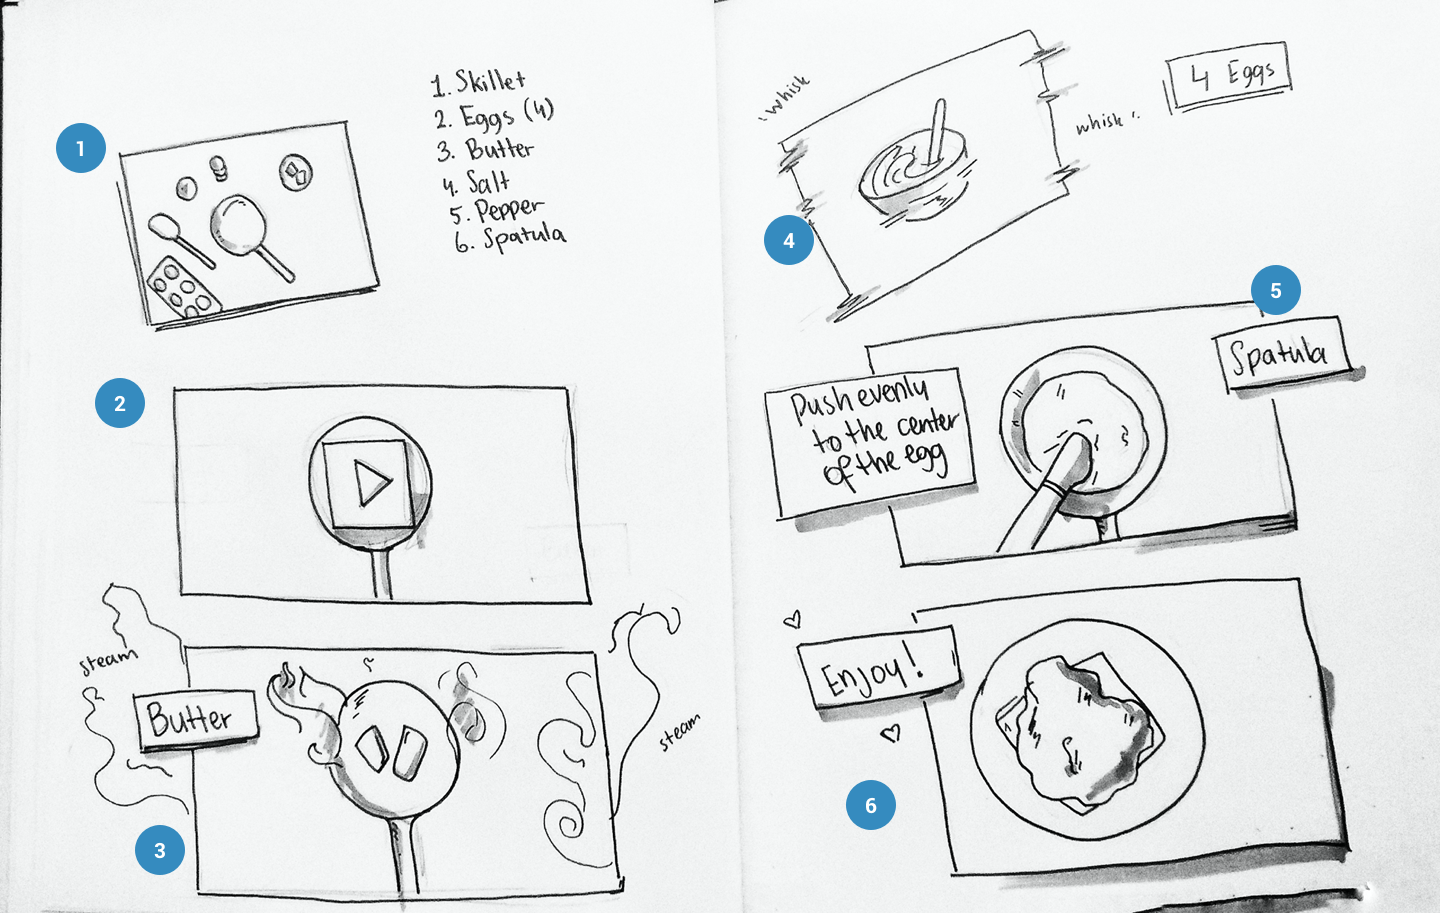 1
1. Skillet
2. Eggs (4)
3. Butter
4. Salt
5. Pepper
6. Spatula
2
steam
Butter
steam
3
whisk
whisk
4 Eggs
4
5
Spatula
Push evenly
to the center
of the egg
Enjoy!
6